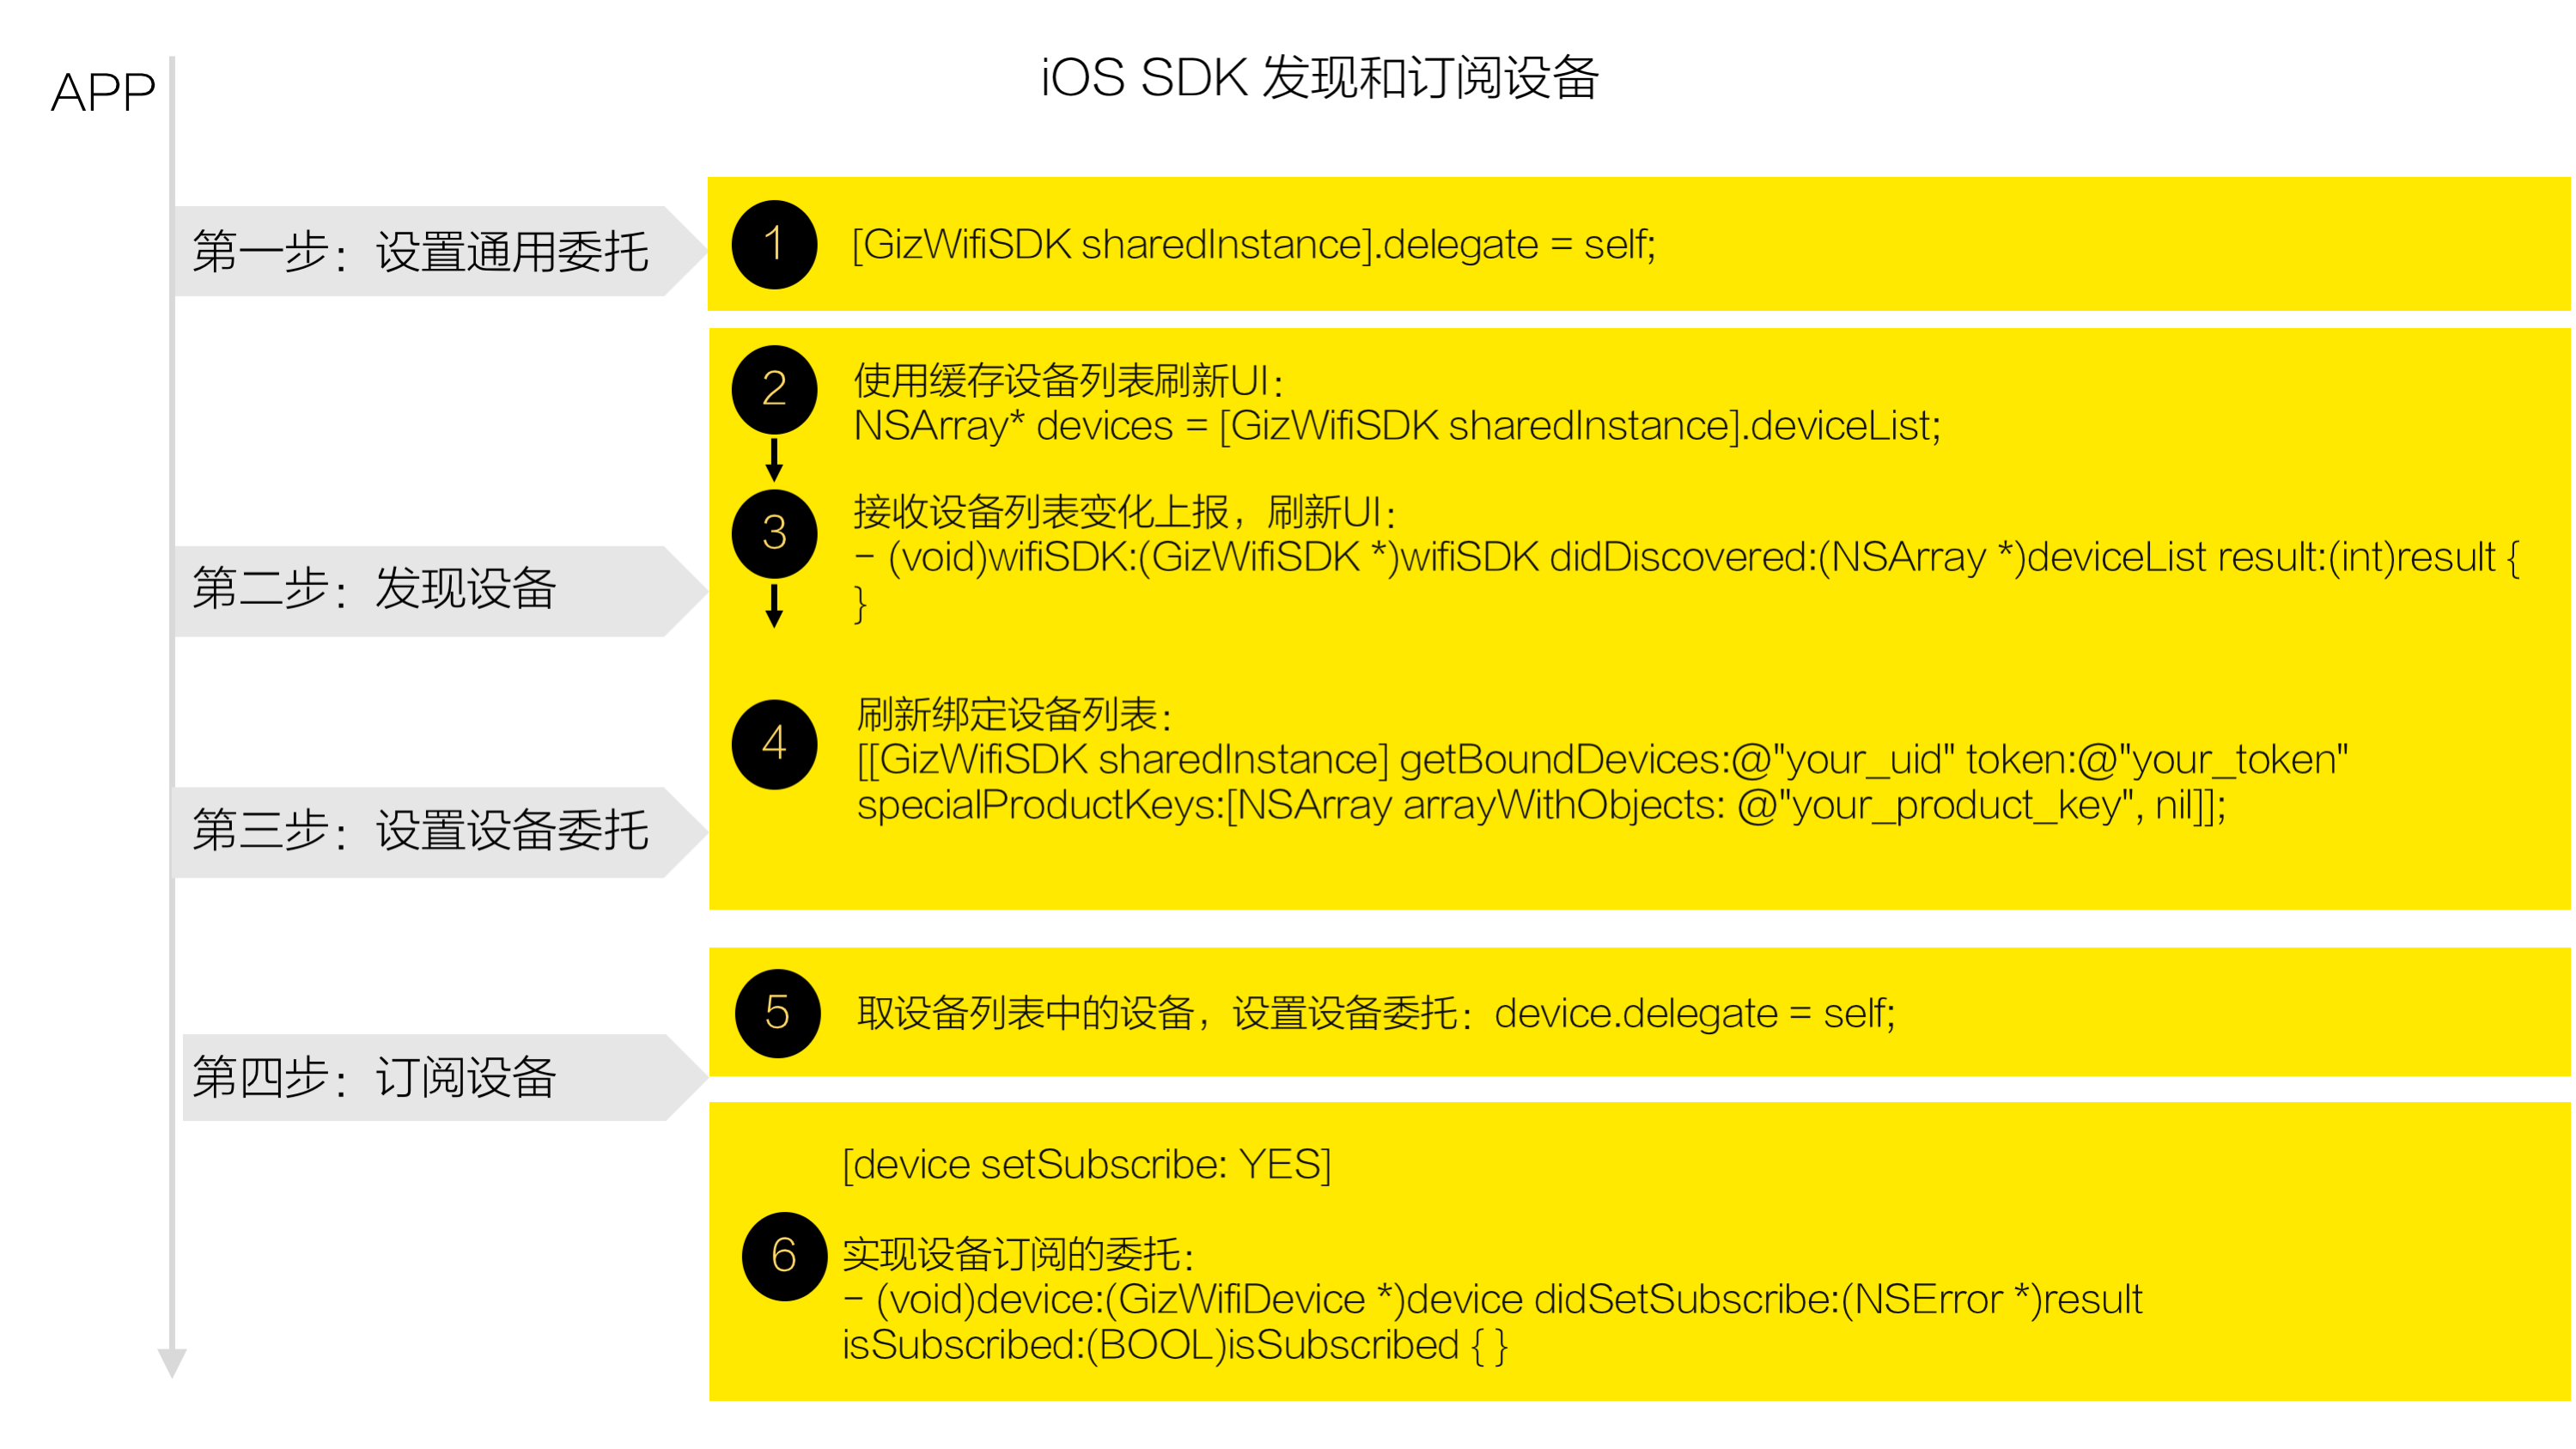 APP
iOS SDK 发现和订阅设备
第一步：设置通用委托
1
[GizWifiSDK sharedInstance].delegate = self;
第二步：发现设备
2
使用缓存设备列表刷新UI：
NSArray* devices = [GizWifiSDK sharedInstance].deviceList;
3
接收设备列表变化上报，刷新UI：
- (void)wifiSDK:(GizWifiSDK *)wifiSDK didDiscovered:(NSArray *)deviceList result:(int)result {
}
4
刷新绑定设备列表：
[[GizWifiSDK sharedInstance] getBoundDevices:@"your_uid" token:@"your_token"
specialProductKeys:[NSArray arrayWithObjects: @"your_product_key", nil]];
第三步：设置设备委托
5
取设备列表中的设备，设置设备委托：device.delegate = self;
第四步：订阅设备
[device setSubscribe: YES]
6
实现设备订阅的委托：
- (void)device:(GizWifiDevice *)device didSetSubscribe:(NSError *)result
isSubscribed:(BOOL)isSubscribed { }